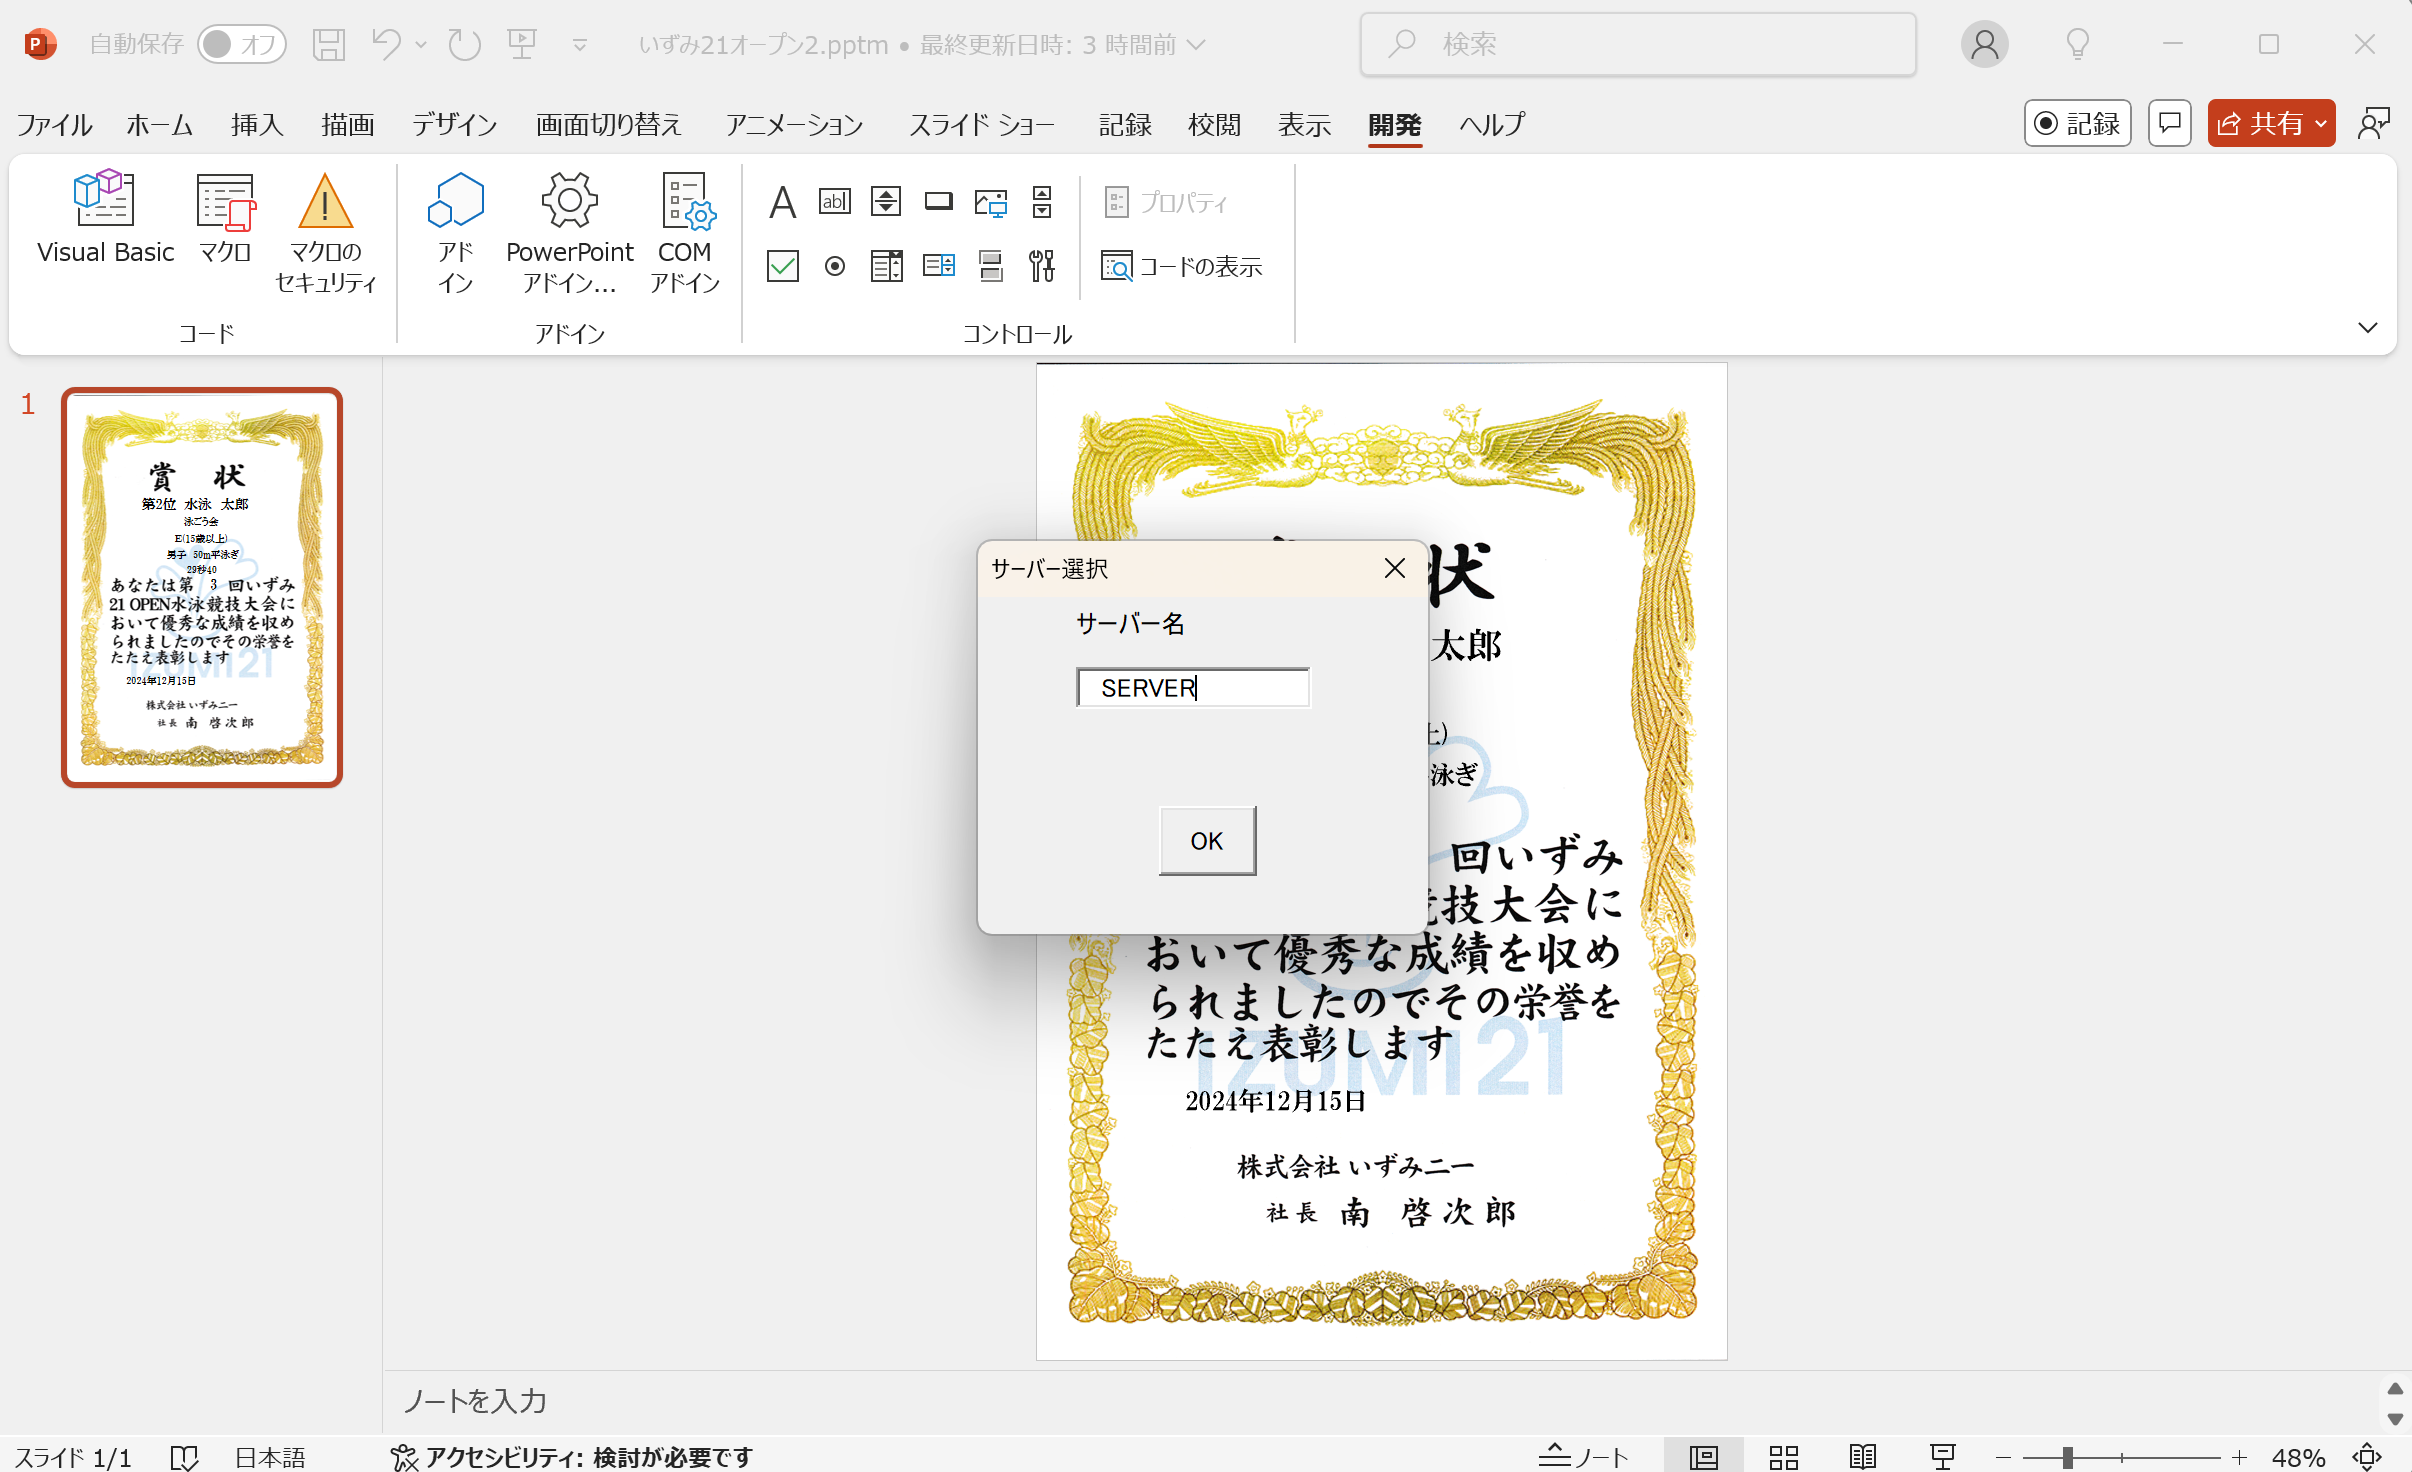 自動保存 オフ いずみ21オープン2.pptm • 最終更新日時: 3 時間前 検索
ファイル ホーム 挿入 描画 デザイン 画面切り替え アニメーション スライド ショー 記録 校閲 表示 開発 ヘルプ 記録 共有
Visual Basic マクロ マクロの セキュリティ アド イン PowerPoint アドイン... COM アドイン プロパティ
コードの表示
コード アドイン コントロール
1
賞 状
第2位 水泳 太郎
泳ごう会
E(15歳以上)
男子 50m平泳ぎ
29秒40
あなたは第 3 回いずみ
21 OPEN水泳競技大会に
おいて優秀な成績を収め
られましたのでその栄誉を
たたえ表彰します
IZUMI 21
2024年12月15日
株式会社 いずみ二一
社長 南 啓次郎
サーバー選択
サーバー名
SERVER
OK
状
太郎
上)
泳ぎ
回いずみ
技大会に
おいて優秀な成績を収め
られましたのでその栄誉を
たたえ表彰します
IZUMI 21
2024年12月15日
株式会社 いずみ二一
社長 南 啓次郎
ノートを入力
スライド 1/1 日本語 アクセシビリティ: 検討が必要です ノート 48%